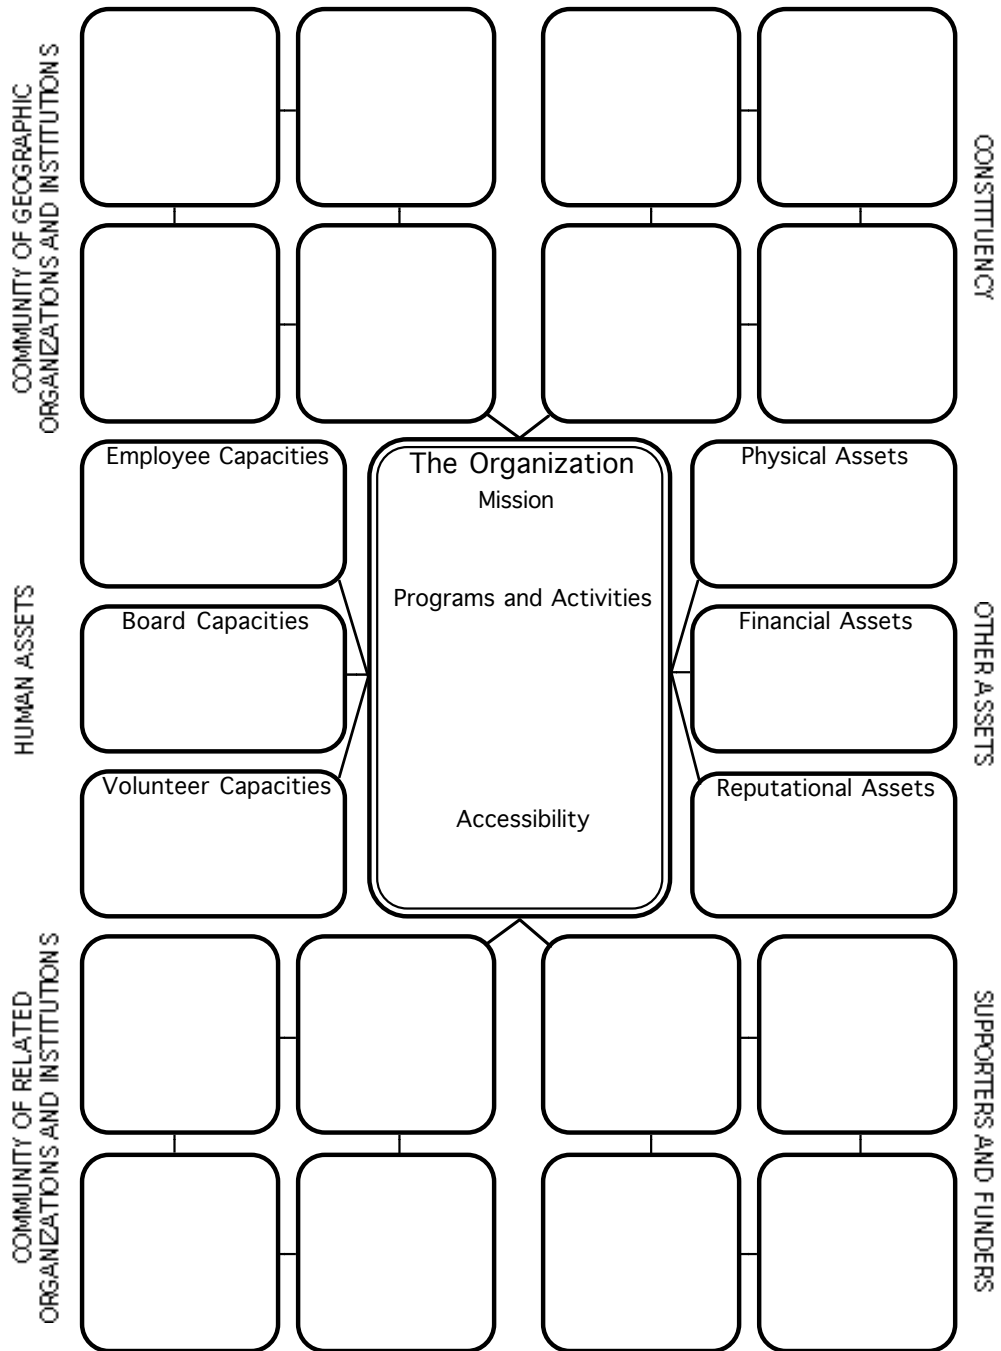 COMMUNITY OF GEOGRAPHIC
ORGANIZATIONS AND INSTITUTIONS
CONSTITUENCY
HUMAN ASSETS
Employee Capacities
Board Capacities
Volunteer Capacities
The Organization
Mission
Programs and Activities
Accessibility
Physical Assets
Financial Assets
Reputational Assets
OTHER ASSETS
COMMUNITY OF RELATED
ORGANIZATIONS AND INSTITUTIONS
SUPPORTERS AND FUNDERS